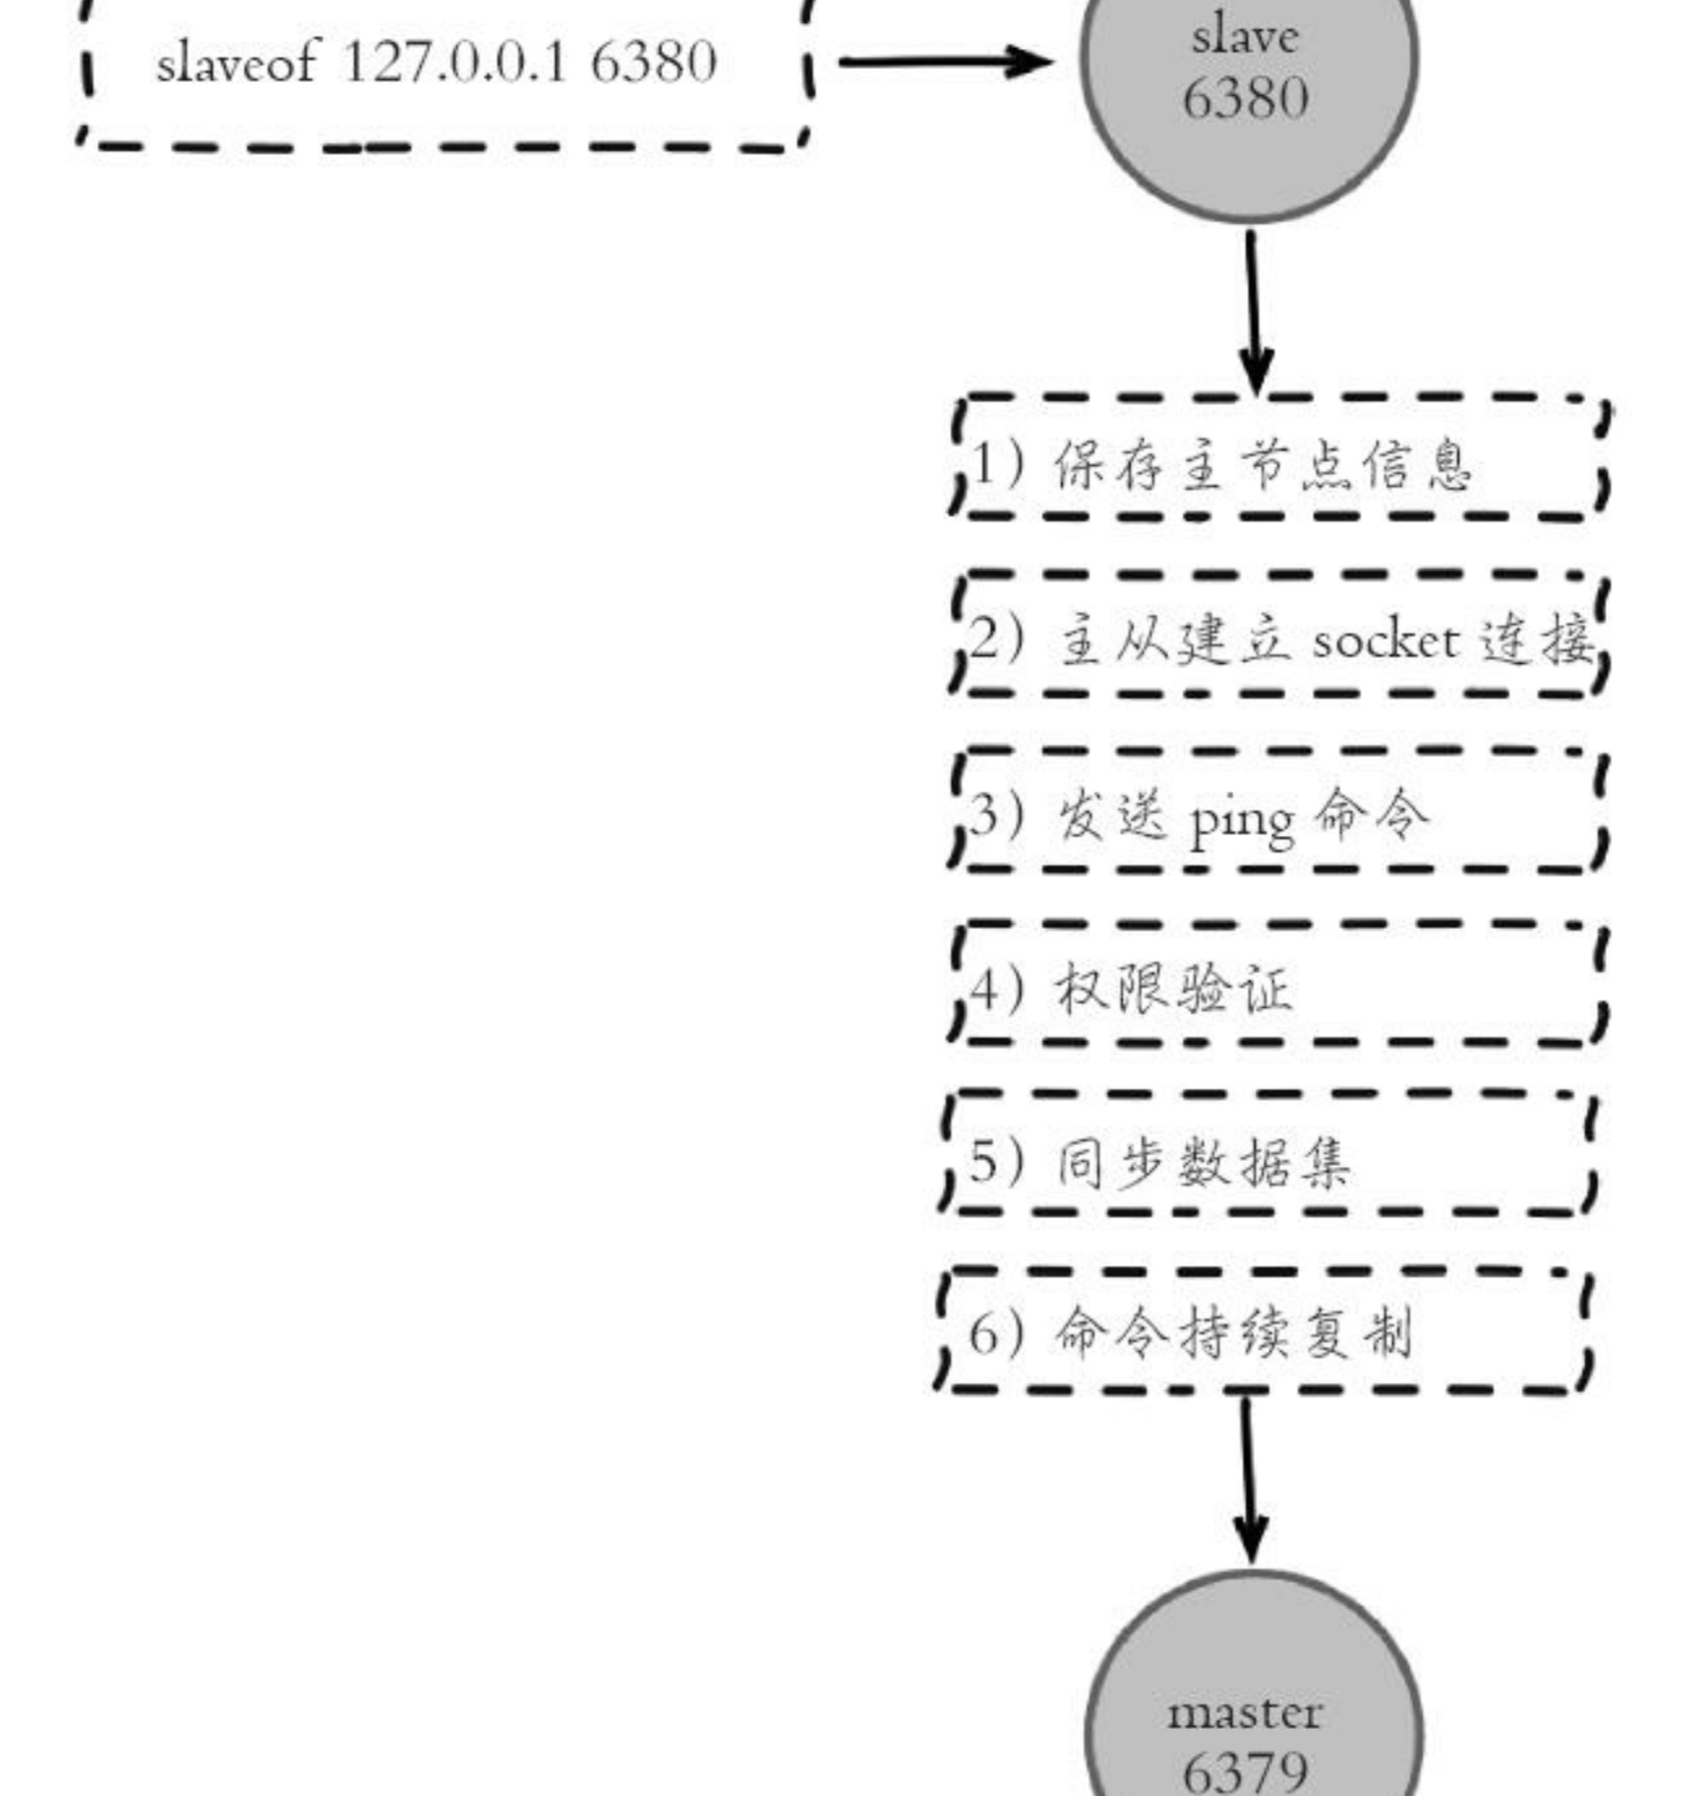 slaveof 127.0.0.1 6380
slave
6380
1) 保存主节点信息
2) 主从建立 socket 连接
3) 发送 ping 命令
4) 权限验证
5) 同步数据集
6) 命令持续复制
master
6379